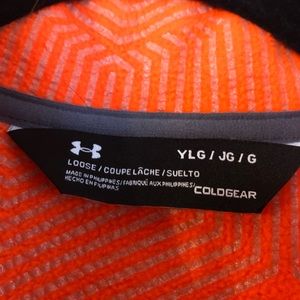 YLG / JG / G
LOOSE / COUPE LÂCHE / SUELTO
MADE IN PHILIPPINES/FABRIQUÉ AUX PHILIPPINES/
HECHO EN FILIPINAS
COLDGEAR